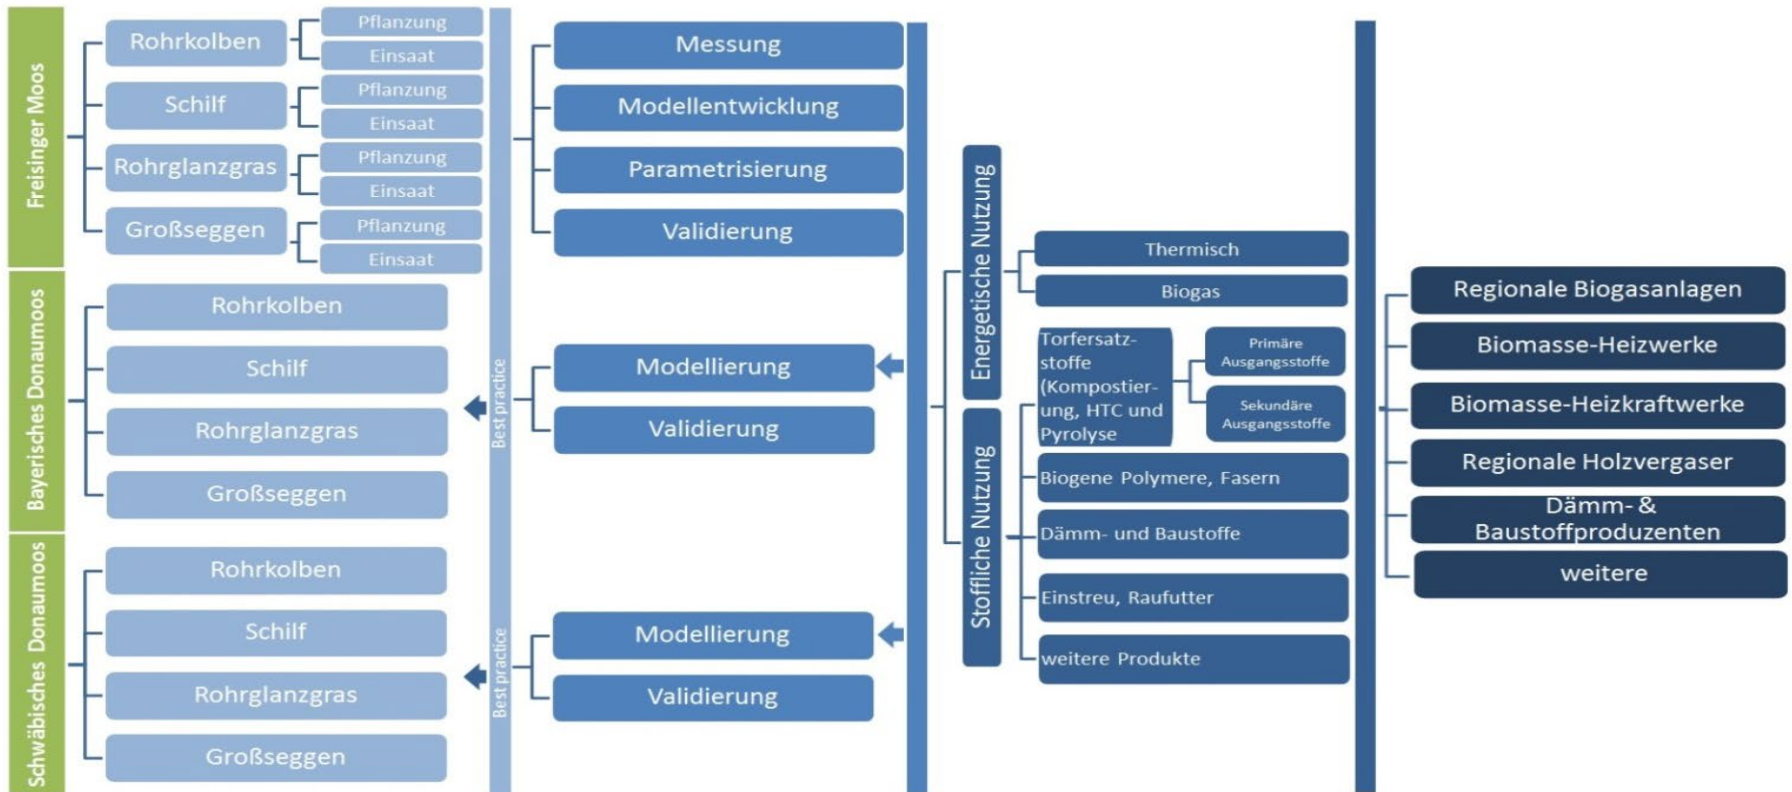 Freisinger Moos
Rohrkolben
Pflanzung
Einsaat
Schilf
Pflanzung
Einsaat
Rohrglanzgras
Pflanzung
Einsaat
Großseggen
Pflanzung
Einsaat
Bayerisches Donaumoos
Rohrkolben
Schilf
Rohrglanzgras
Großseggen
Schwäbisches Donaumoos
Rohrkolben
Schilf
Rohrglanzgras
Großseggen
Best practice
Best practice
Messung
Modellentwicklung
Parametrisierung
Validierung
Modellierung
Validierung
Modellierung
Validierung
Energetische Nutzung
Thermisch
Biogas
Stoffliche Nutzung
Torfersatz-
stoffe
(Kompostier-
ung, HTC und
Pyrolyse
Primäre
Ausgangsstoffe
Sekundäre
Ausgangsstoffe
Biogene Polymere, Fasern
Dämm- und Baustoffe
Einstreu, Raufutter
weitere Produkte
Regionale Biogasanlagen
Biomasse-Heizwerke
Biomasse-Heizkraftwerke
Regionale Holzvergaser
Dämm- &
Baustoffproduzenten
weitere